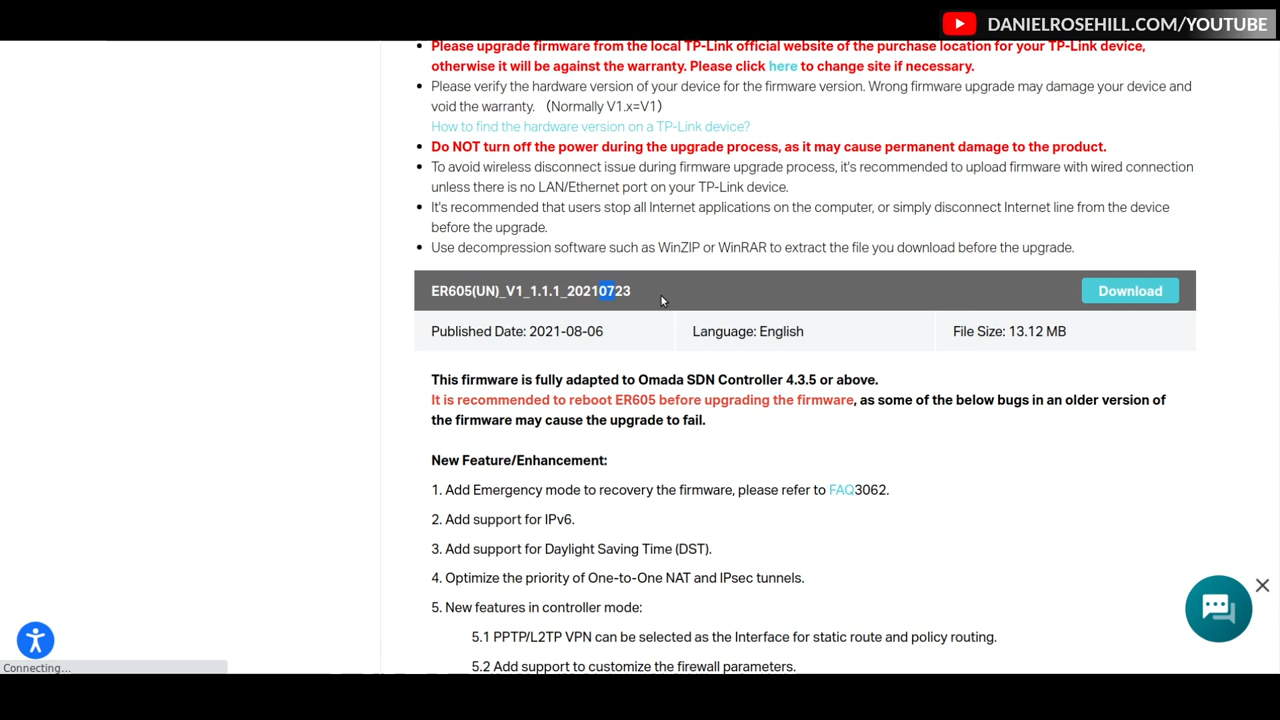 DANIELROSEHILL.COM/YOUTUBE
Please upgrade firmware from the local TP-Link official website of the purchase location for your TP-Link device,
otherwise it will be against the warranty. Please click here to change site if necessary.
Please verify the hardware version of your device for the firmware version. Wrong firmware upgrade may damage your device and
void the warranty. （Normally V1.x=V1）
How to find the hardware version on a TP-Link device?
Do NOT turn off the power during the upgrade process, as it may cause permanent damage to the product.
To avoid wireless disconnect issue during firmware upgrade process, it's recommended to upload firmware with wired connection
unless there is no LAN/Ethernet port on your TP-Link device.
It's recommended that users stop all Internet applications on the computer, or simply disconnect Internet line from the device
before the upgrade.
Use decompression software such as WinZIP or WinRAR to extract the file you download before the upgrade.
ER605(UN)_V1_1.1.1_20210723
Download
Published Date: 2021-08-06
Language: English
File Size: 13.12 MB
This firmware is fully adapted to Omada SDN Controller 4.3.5 or above.
It is recommended to reboot ER605 before upgrading the firmware, as some of the below bugs in an older version of
the firmware may cause the upgrade to fail.
New Feature/Enhancement:
1. Add Emergency mode to recovery the firmware, please refer to FAQ3062.
2. Add support for IPv6.
3. Add support for Daylight Saving Time (DST).
4. Optimize the priority of One-to-One NAT and IPsec tunnels.
5. New features in controller mode:
5.1 PPTP/L2TP VPN can be selected as the Interface for static route and policy routing.
5.2 Add support to customize the firewall parameters.
Connecting...